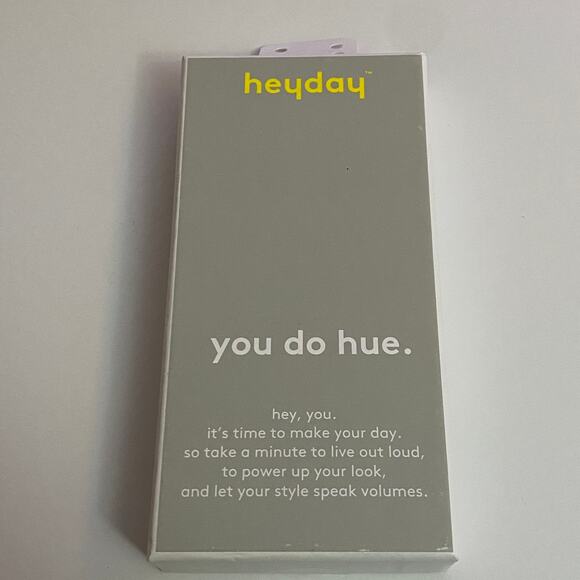 heyday™
you do hue.
hey, you.
it's time to make your day.
so take a minute to live out loud,
to power up your look,
and let your style speak volumes.